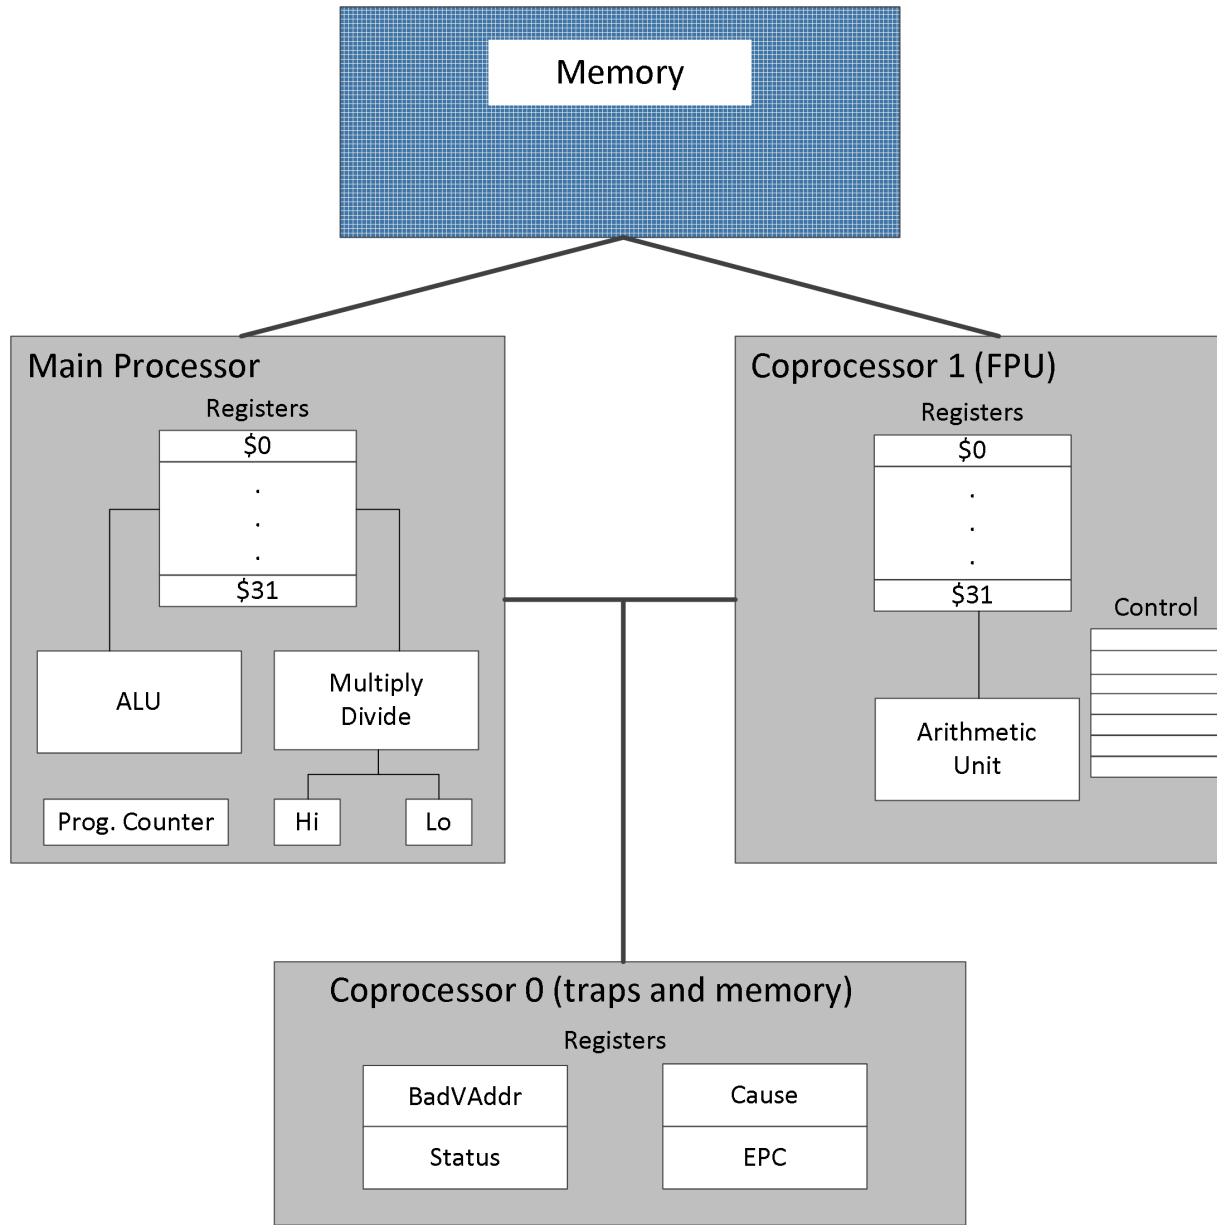 Memory
Main Processor
Registers
$0
.
.
.
$31
ALU
Multiply
Divide
Prog. Counter
Hi
Lo
Coprocessor 1 (FPU)
Registers
$0
.
.
.
$31
Control
Arithmetic
Unit
Coprocessor 0 (traps and memory)
Registers
BadVAddr
Status
Cause
EPC